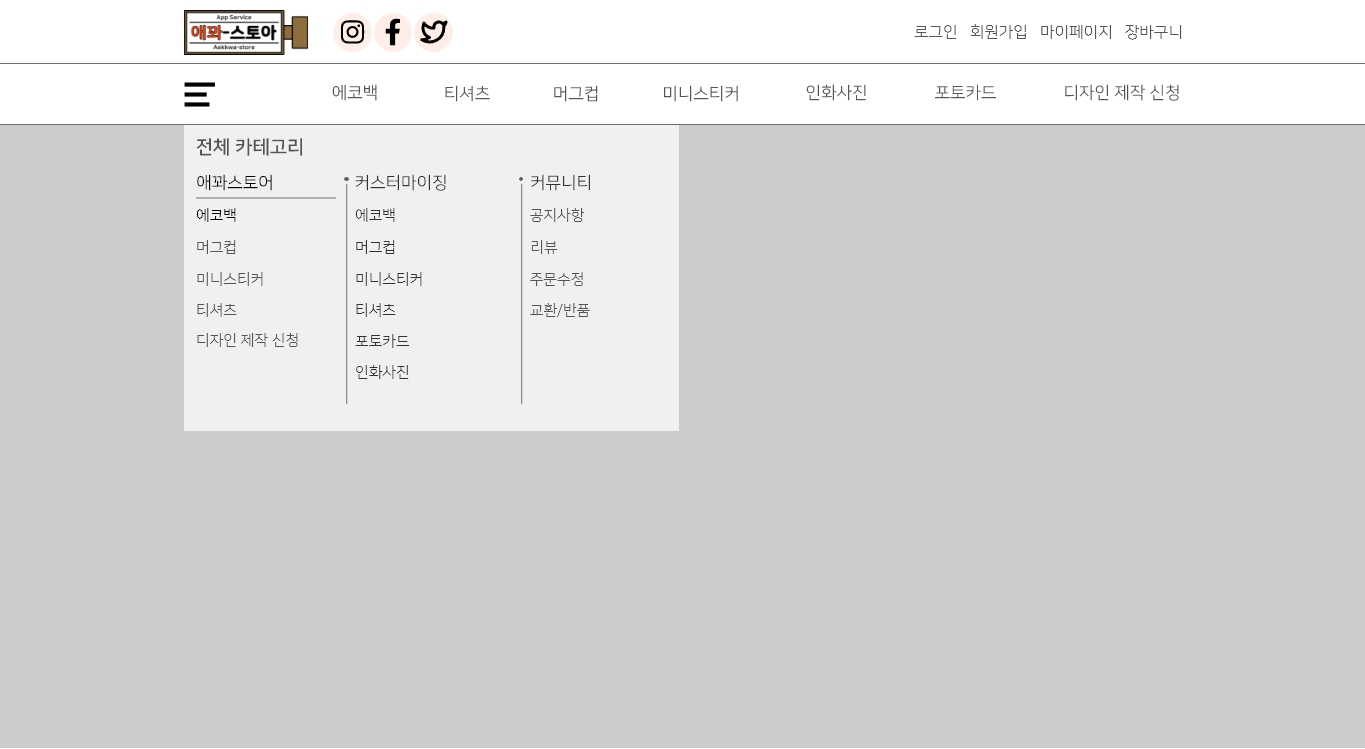 App Service
애꽈-스토아
Aekkwa-store
로그인 회원가입 마이페이지 장바구니
에코백 티셔츠 머그컵 미니스티커 인화사진 포토카드 디자인 제작 신청
전체 카테고리
애꽈스토어
에코백
머그컵
미니스티커
티셔츠
디자인 제작 신청
커스터마이징
에코백
머그컵
미니스티커
티셔츠
포토카드
인화사진
커뮤니티
공지사항
리뷰
주문수정
교환/반품